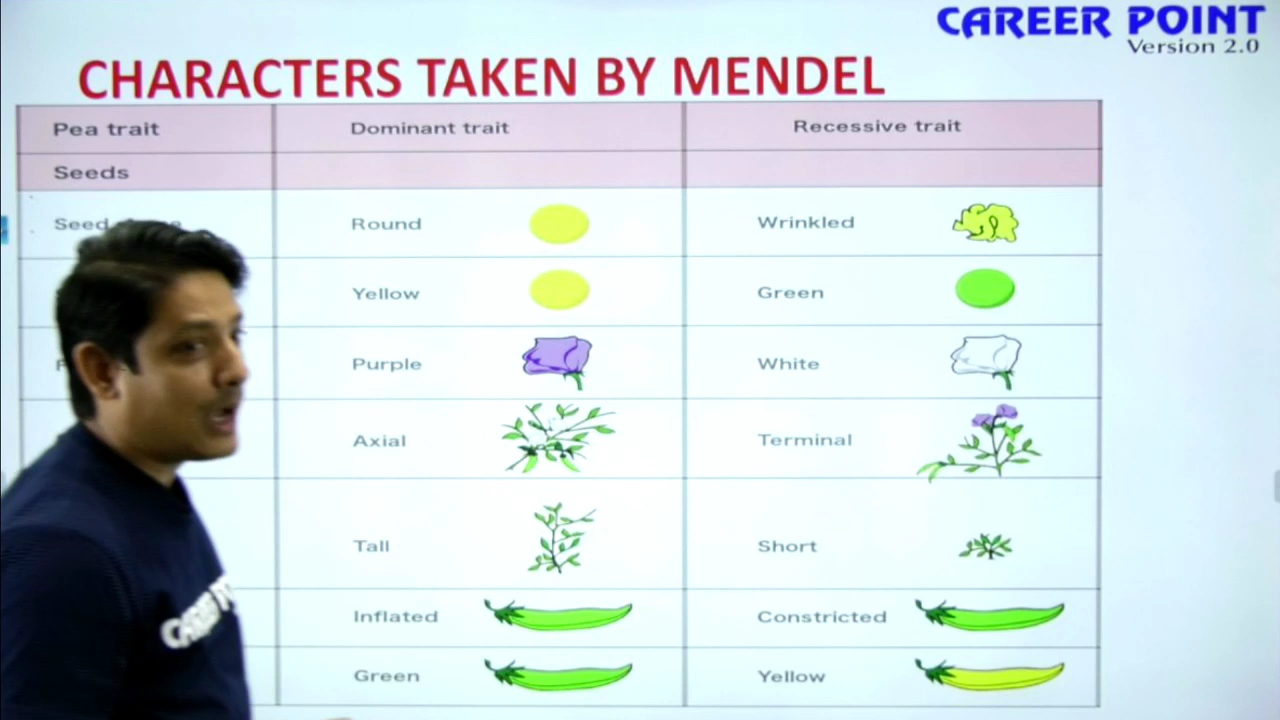 CAREER POINT
Version 2.0
CHARACTERS TAKEN BY MENDEL
Pea trait Dominant trait Recessive trait
Seeds
Seed Round Wrinkled
Yellow Green
Purple White
Axial Terminal
Tall Short
Inflated Constricted
Green Yellow